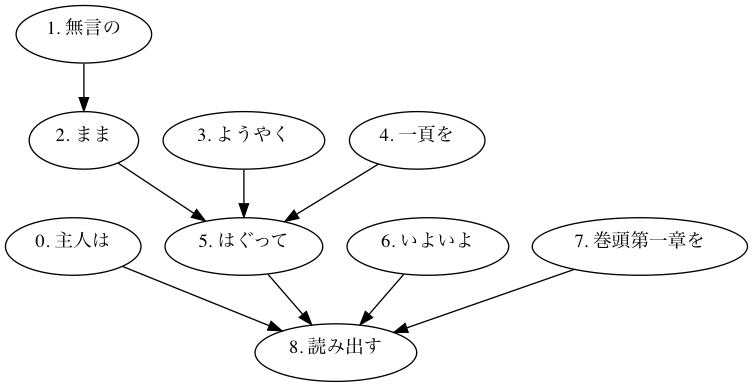 1. 無言の
2. まま
3. ようやく
4. 一頁を
0. 主人は
5. はぐって
6. いよいよ
7. 巻頭第一章を
8. 読み出す